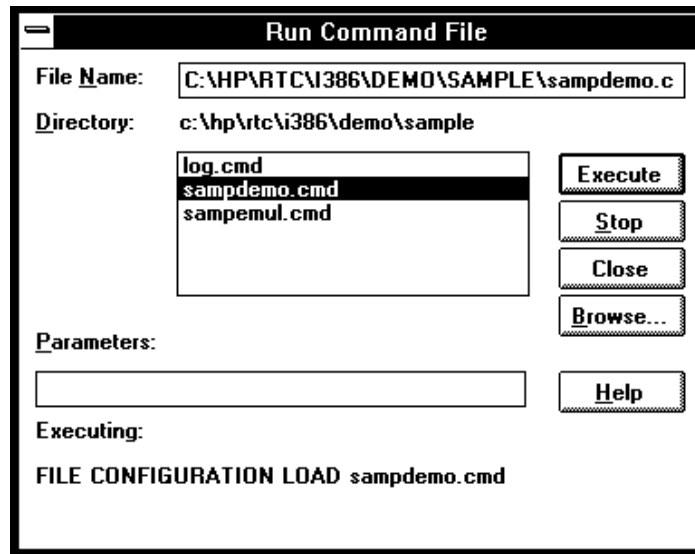 Run Command File
File Name:
C:\HP\RTC\I386\DEMO\SAMPLE\sampdemo.c
Directory:
c:\hp\rtc\i386\demo\sample
log.cmd
sampdemo.cmd
sampemul.cmd
Execute
Stop
Close
Browse...
Parameters:
Help
Executing:
FILE CONFIGURATION LOAD sampdemo.cmd